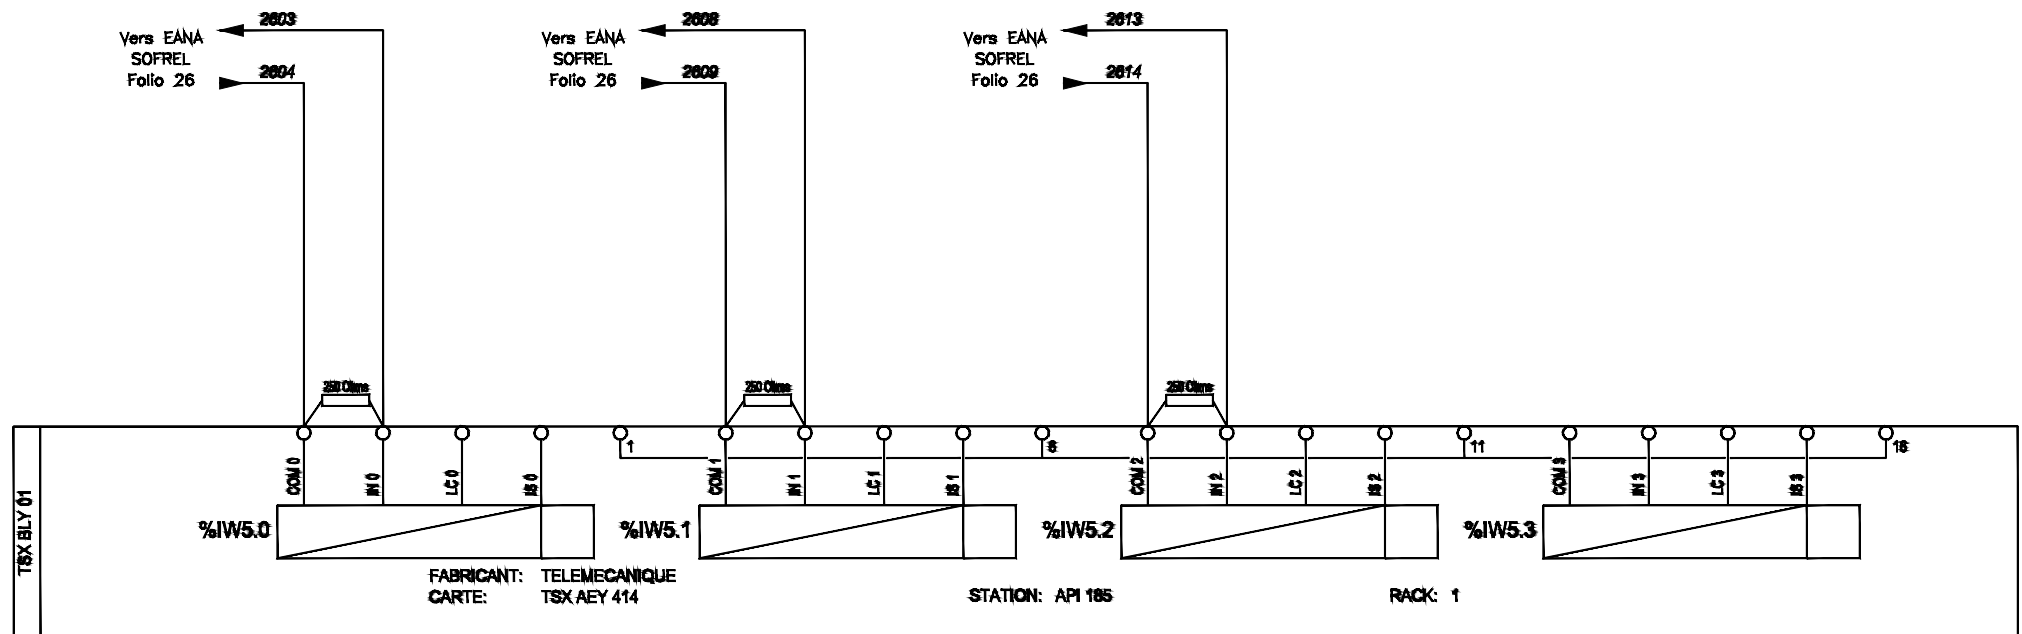 2603
2608
2613
Vers EANA
SOFREL
Folio 26
Vers EANA
SOFREL
Folio 26
Vers EANA
SOFREL
Folio 26
2604
2609
2614
250 Ohms
250 Ohms
250 Ohms
1
6
11
16
COM 0
IN 0
LC 0
IS 0
COM 1
IN 1
LC 1
IS 1
COM 2
IN 2
LC 2
IS 2
COM 3
IN 3
LC 3
IS 3
TSX BLY 01
%IW5.0
%IW5.1
%IW5.2
%IW5.3
FABRICANT: TELEMECANIQUE
CARTE: TSX AEY 414
STATION: API 185
RACK: 1